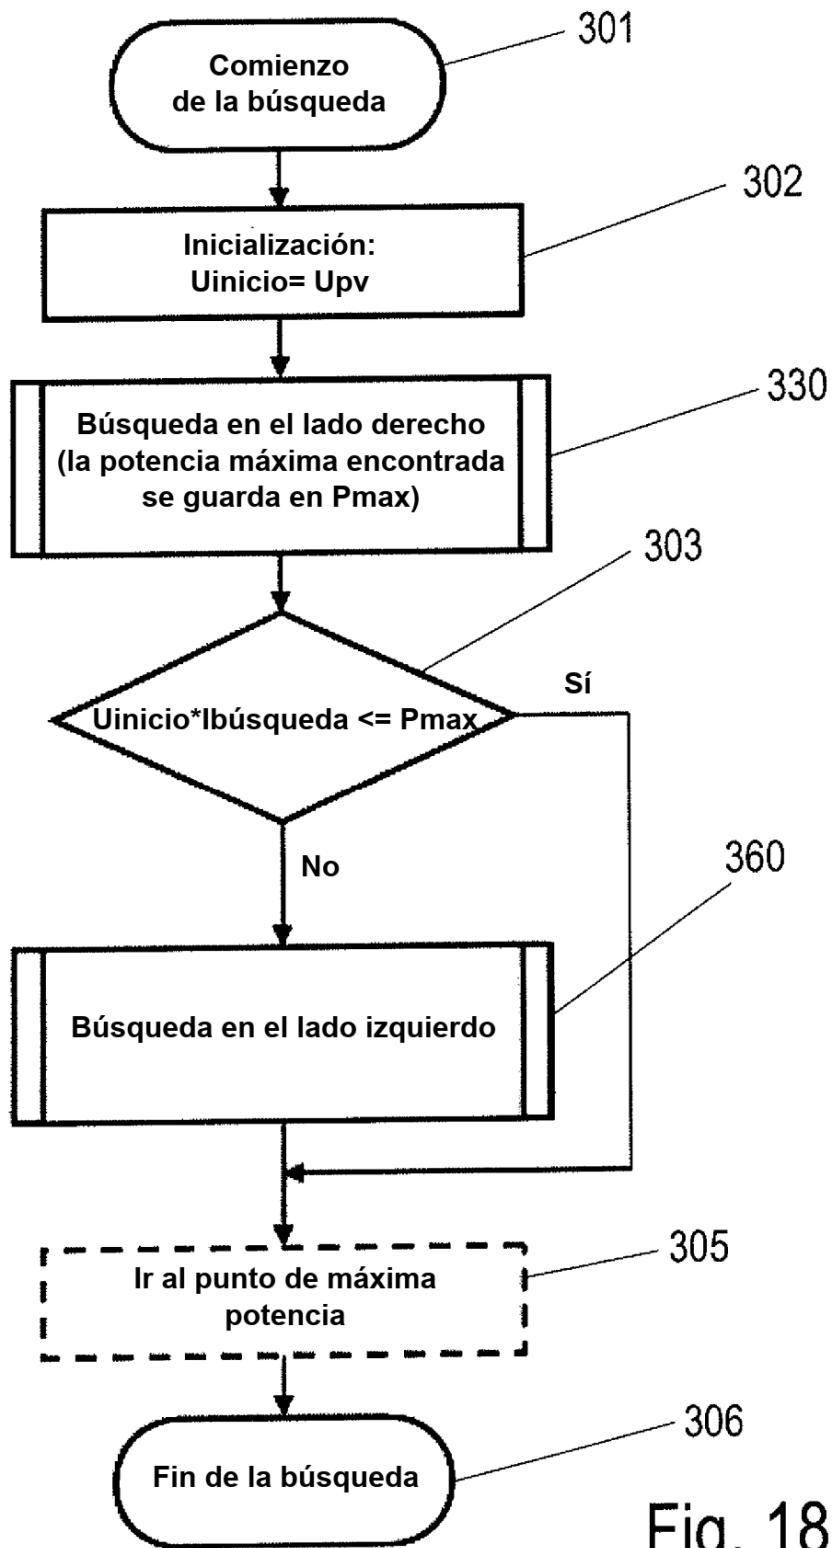 301
Comienzo
de la búsqueda
302
Inicialización:
Uinicio= Upv
330
Búsqueda en el lado derecho
(la potencia máxima encontrada
se guarda en Pmax)
303
Sí
Uinicio*Ibúsqueda <= Pmax
No
360
Búsqueda en el lado izquierdo
305
Ir al punto de máxima
potencia
306
Fin de la búsqueda
Fig. 18